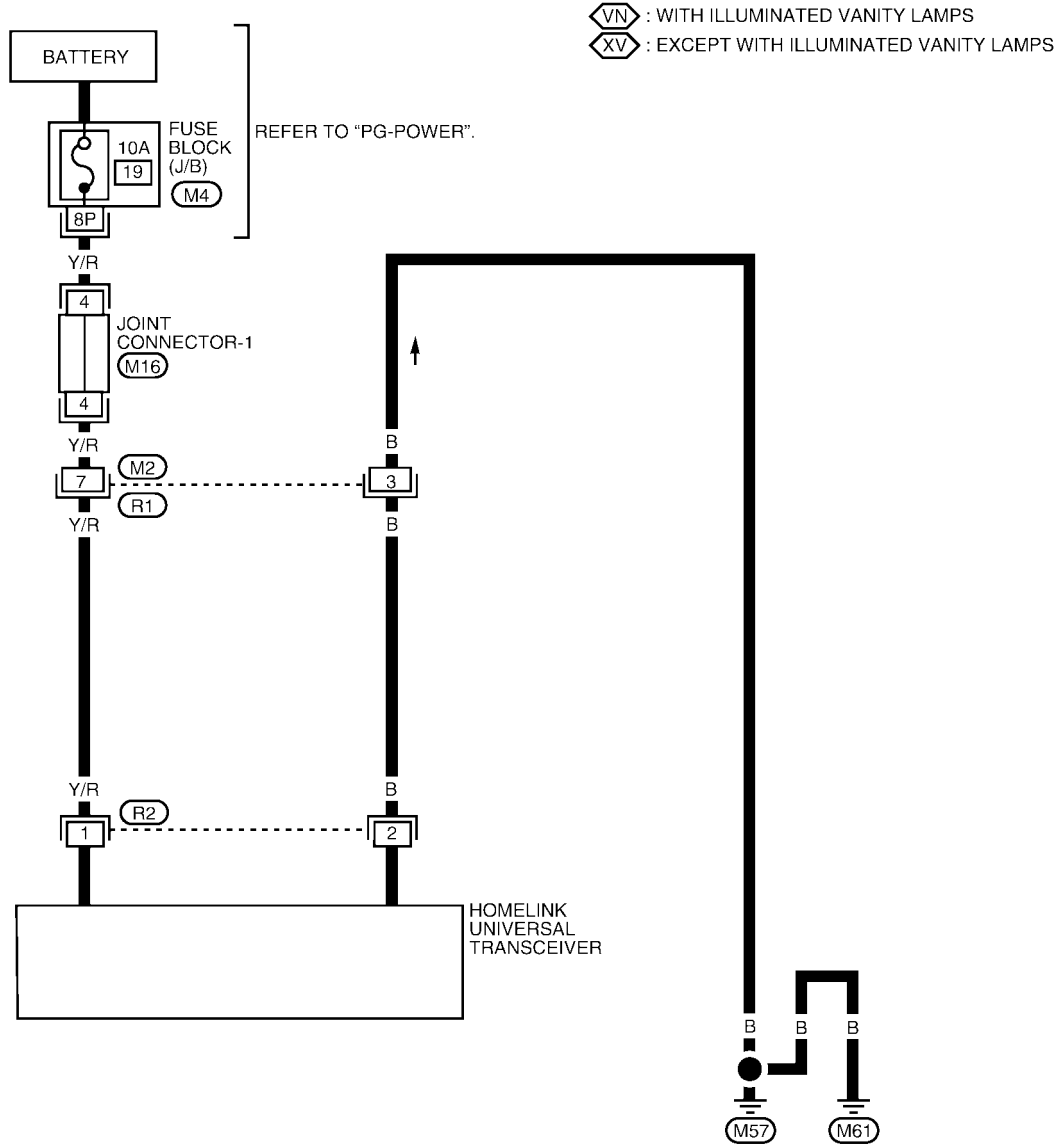 VN : WITH ILLUMINATED VANITY LAMPS
XV : EXCEPT WITH ILLUMINATED VANITY LAMPS
BATTERY
10A
19
FUSE
BLOCK
(J/B)
M4
REFER TO “PG-POWER”.
8P
Y/R
4
JOINT
CONNECTOR-1
M16
4
Y/R
B
7
M2
3
R1
Y/R
B
Y/R
B
R2
1
2
HOMELINK
UNIVERSAL
TRANSCEIVER
B
B
B
M57
M61